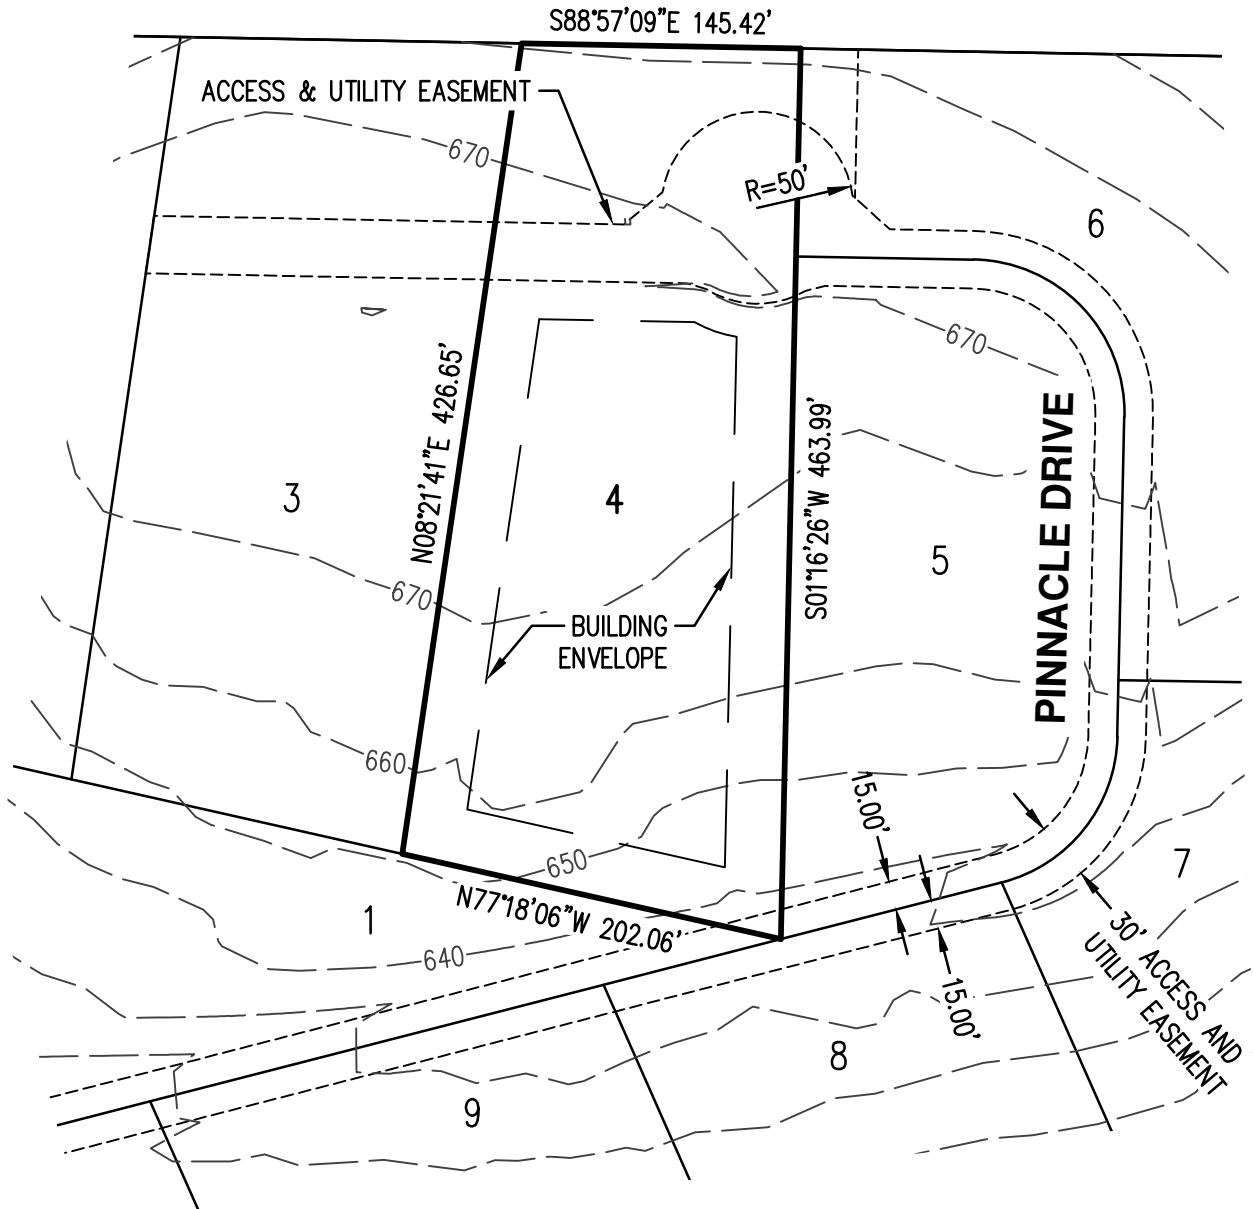 S88°57'09"E 145.42'
ACCESS & UTILITY EASEMENT
670
R=50'
6
670
N08°21'41"E 426.65'
S01°16'26"W 463.99'
PINNACLE DRIVE
3
4
5
670
BUILDING
ENVELOPE
660
15.00'
650
7
N77°18'06"W 202.06'
1
640
15.00'
30' ACCESS AND
UTILITY EASEMENT
8
9